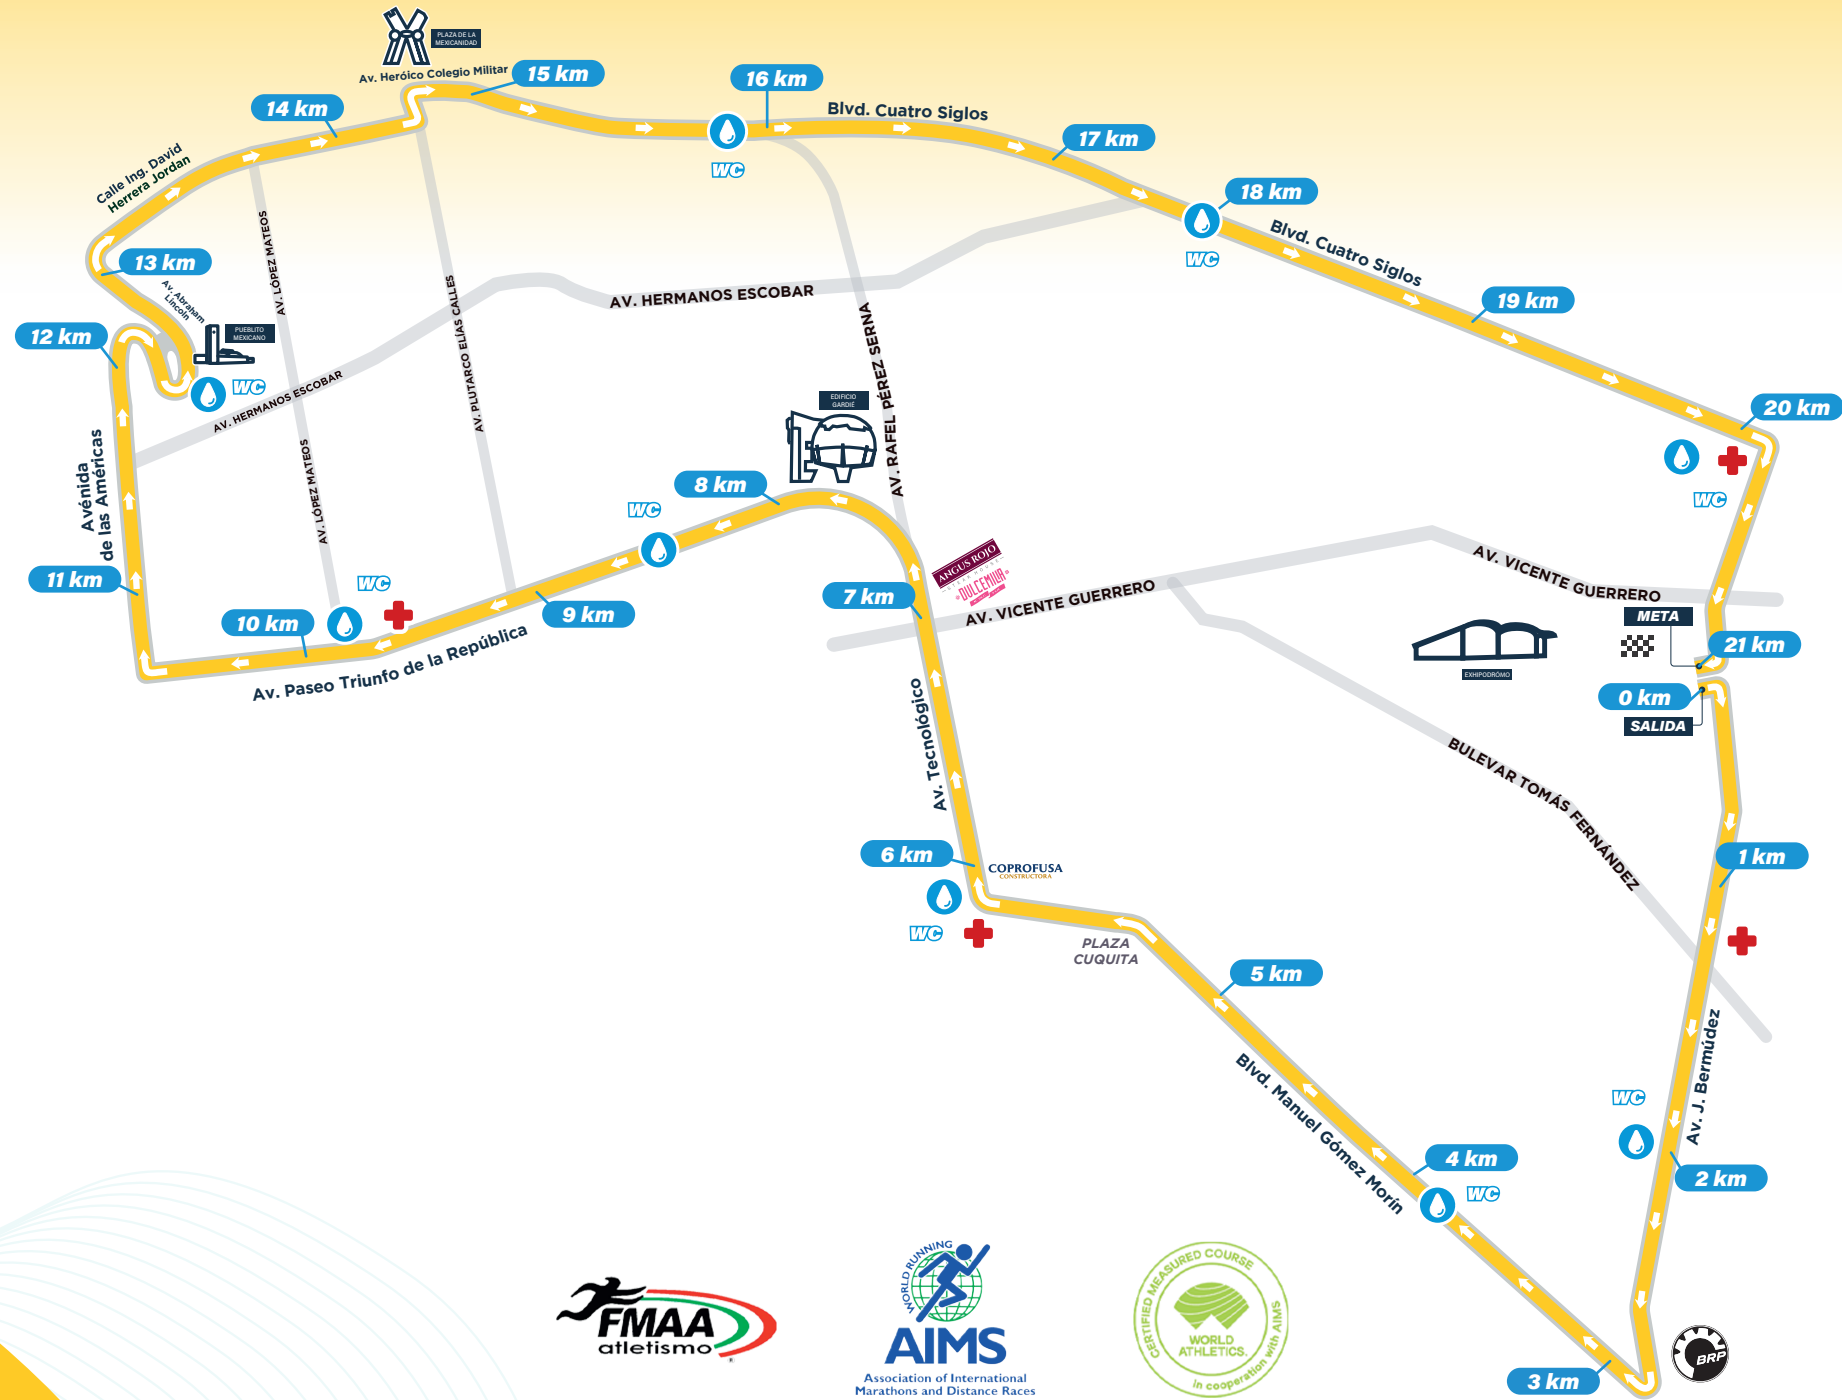 PLAZA DE LA
MEXICANIDAD
Av. Heróico Colegio Militar
15 km
16 km
14 km
Blvd. Cuatro Siglos
17 km
WC
Calle Ing. David
Herrera Jordan
18 km
WC
Blvd. Cuatro Siglos
13 km
AV. LÓPEZ MATEOS
Av. Abraham
Lincoln
AV. HERMANOS ESCOBAR
19 km
12 km
PUEBLITO
MEXICANO
WC
AV. PLUTARCO ELÍAS CALLES
AV. HERMANOS ESCOBAR
AV. RAFEL PÉREZ SERNA
EDIFICIO
GARDIÉ
20 km
WC
Avénida
de las Américas
AV. LÓPEZ MATEOS
8 km
WC
ANGUS ROJO
STEAK HOUSE
DULCEMIVA
AV. VICENTE GUERRERO
AV. VICENTE GUERRERO
11 km
WC
7 km
9 km
10 km
Av. Paseo Triunfo de la República
META
21 km
EXHIPODRÓMO
0 km
SALIDA
Av. Tecnológico
BULEVAR TOMÁS FERNÁNDEZ
6 km
COPROFUSA
CONSTRUCTORA
1 km
WC
PLAZA
CUQUITA
5 km
Blvd. Manuel Gómez Morín
Av. J. Bermúdez
WC
4 km
WC
2 km
3 km
BRP
FMAA
atletismo
®
WORLD RUNNING
AIMS
Association of International
Marathons and Distance Races
CERTIFIED MEASURED COURSE
WORLD
ATHLETICS.
in cooperation with AIMS